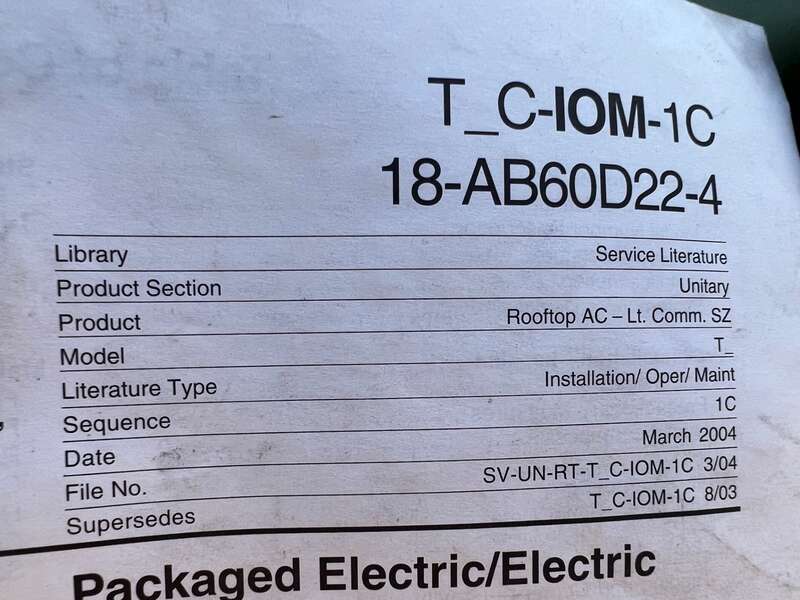 T_C-IOM-1C
18-AB60D22-4
Library Service Literature
Product Section Unitary
Product Rooftop AC – Lt. Comm. SZ
Model T_
Literature Type Installation/ Oper/ Maint
Sequence 1C
Date March 2004
File No. SV-UN-RT-T_C-IOM-1C 3/04
Supersedes T_C-IOM-1C 8/03
Packaged Electric/Electric